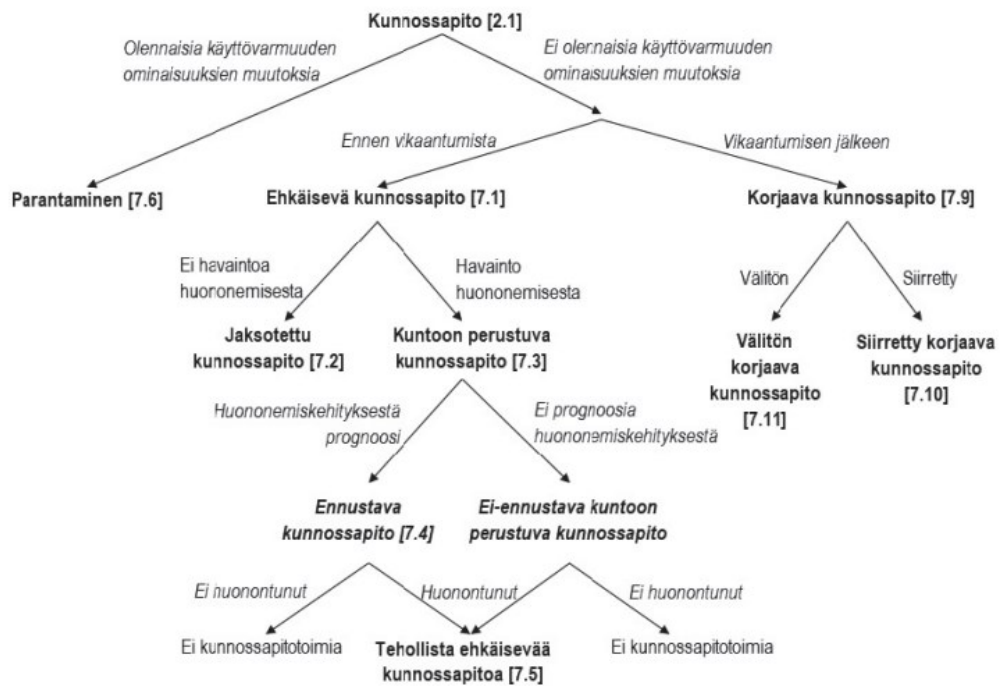 Kunnossapito [2.1]
Olennaisia käyttövarmuuden
ominaisuuksien muutoksia
Ei olennaisia käyttövarmuuden
ominaisuuksien muutoksia
Ennen vikaantumista
Vikaantumisen jälkeen
Parantaminen [7.6]
Ehkäisevä kunnossapito [7.1]
Korjaava kunnossapito [7.9]
Ei havaintoa
huononemisesta
Havainto
huononemisesta
Välitön
Siirretty
Jaksotettu
kunnossapito [7.2]
Kuntoon perustuva
kunnossapito [7.3]
Välitön
korjaava
kunnossapito
[7.11]
Siirretty korjaava
kunnossapito
[7.10]
Huononemiskehityksestä
prognoosi
Ei prognoosia
huononemiskehityksestä
Ennustava
kunnossapito [7.4]
Ei-ennustava kuntoon
perustuva kunnossapito
Ei huonontunut
Huonontunut
Ei huonontunut
Ei kunnossapitotoimia
Tehollista ehkäisevää
kunnossapitoa [7.5]
Ei kunnossapitotoimia